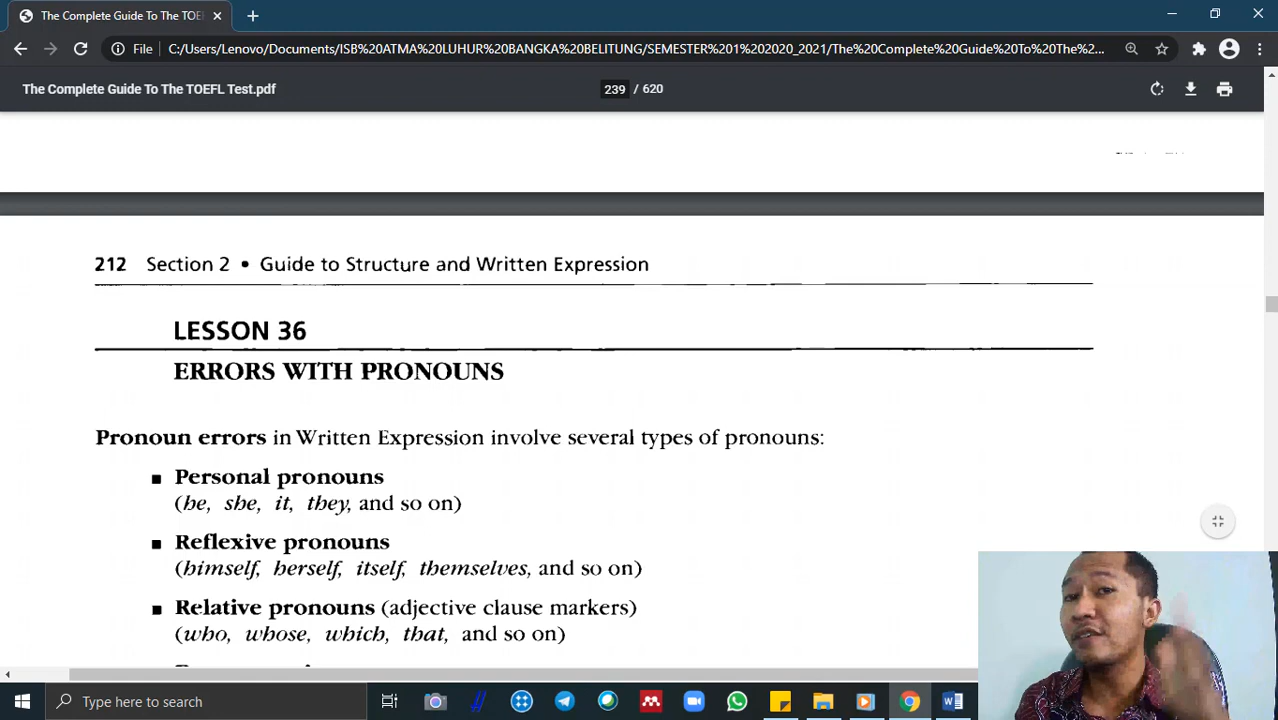 The Complete Guide To The TOE
File C:/Users/Lenovo/Documents/ISB%20ATMA%20LUHUR%20BANGKA%20BELITUNG/SEMESTER%201%202020_2021/The%20Complete%20Guide%20To%20The%2...
The Complete Guide To The TOEFL Test.pdf
239 / 620
212 Section 2 • Guide to Structure and Written Expression
LESSON 36
ERRORS WITH PRONOUNS
Pronoun errors in Written Expression involve several types of pronouns:
■ Personal pronouns
(he, she, it, they, and so on)
■ Reflexive pronouns
(himself, herself, itself, themselves, and so on)
■ Relative pronouns (adjective clause markers)
(who, whose, which, that, and so on)
Type here to search